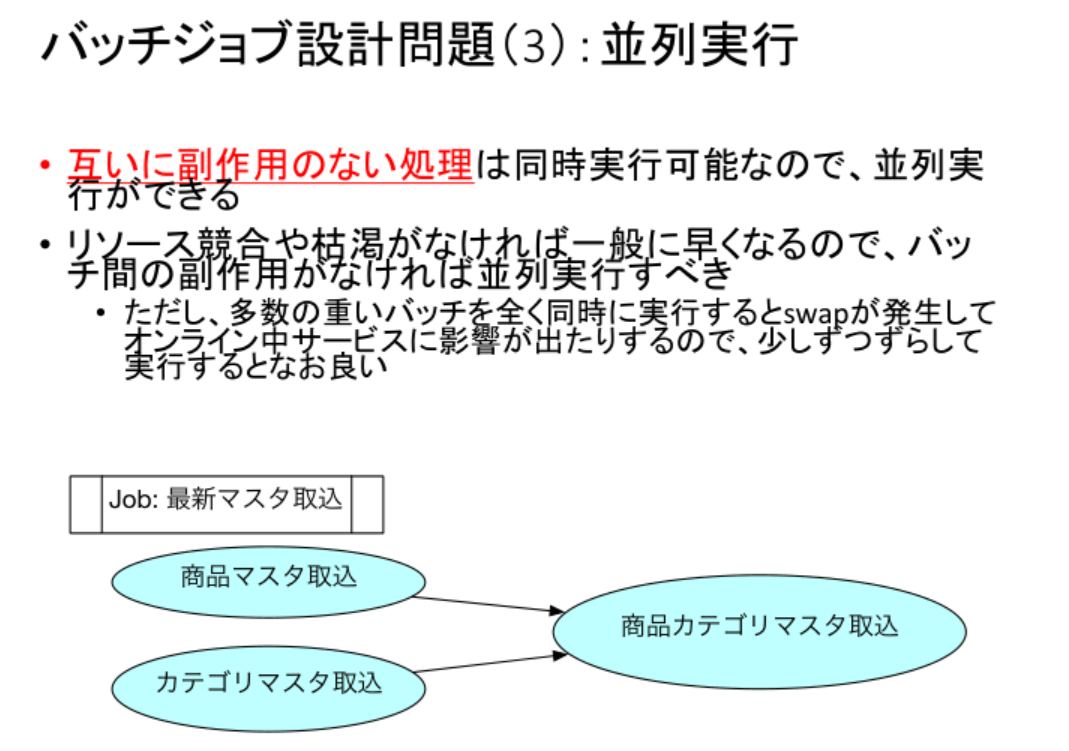 バッチジョブ設計問題(3):並列実行
• 互いに副作用のない処理は同時実行可能なので、並列実
行ができる
• リソース競合や枯渇がなければ一般に早くなるので、バッ
チ間の副作用がなければ並列実行すべき
• ただし、多数の重いバッチを全く同時に実行するとswapが発生して
オンライン中サービスに影響が出たりするので、少しずつずらして
実行するとなお良い
Job: 最新マスタ取込
商品マスタ取込
商品カテゴリマスタ取込
カテゴリマスタ取込